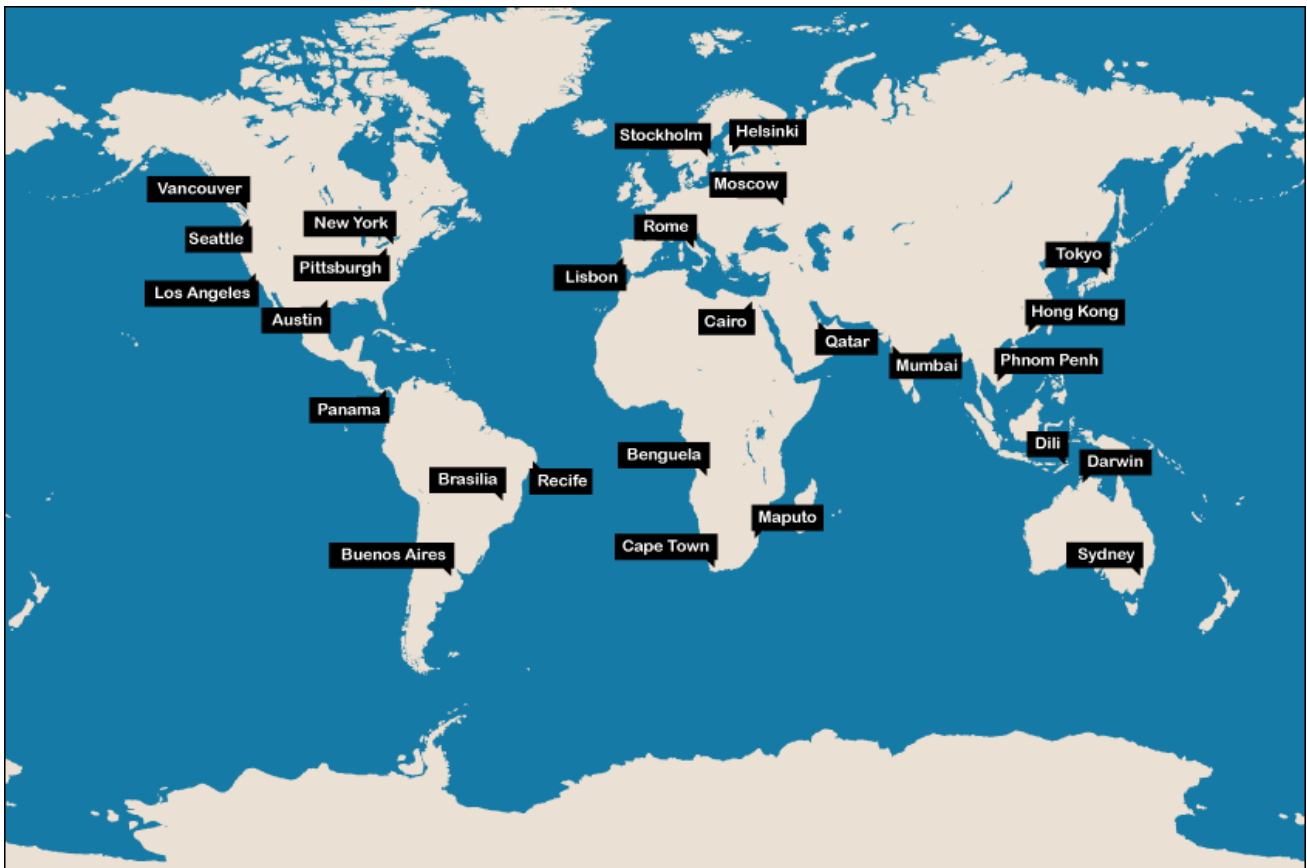 Stockholm
Helsinki
Vancouver
Moscow
New York
Rome
Seattle
Pittsburgh
Tokyo
Lisbon
Los Angeles
Hong Kong
Austin
Cairo
Qatar
Mumbai
Phnom Penh
Panama
Dili
Benguela
Darwin
Brasilia
Recife
Maputo
Cape Town
Buenos Aires
Sydney